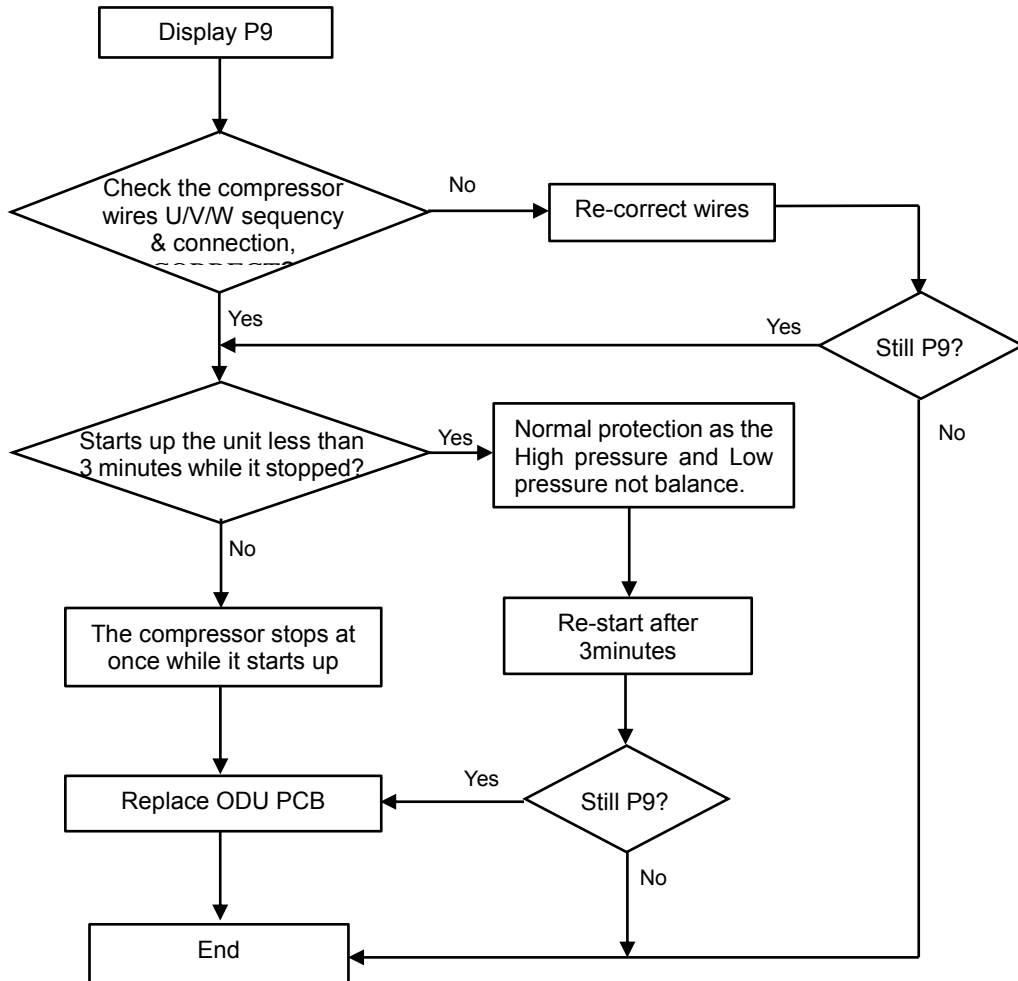 Display P9
Check the compressor
wires U/V/W sequency
& connection,
No
Re-correct wires
Yes
Yes
Still P9?
No
Starts up the unit less than
3 minutes while it stopped?
Yes
Normal protection as the
High pressure and Low
pressure not balance.
No
The compressor stops at
once while it starts up
Re-start after
3minutes
Replace ODU PCB
Yes
Still P9?
No
End